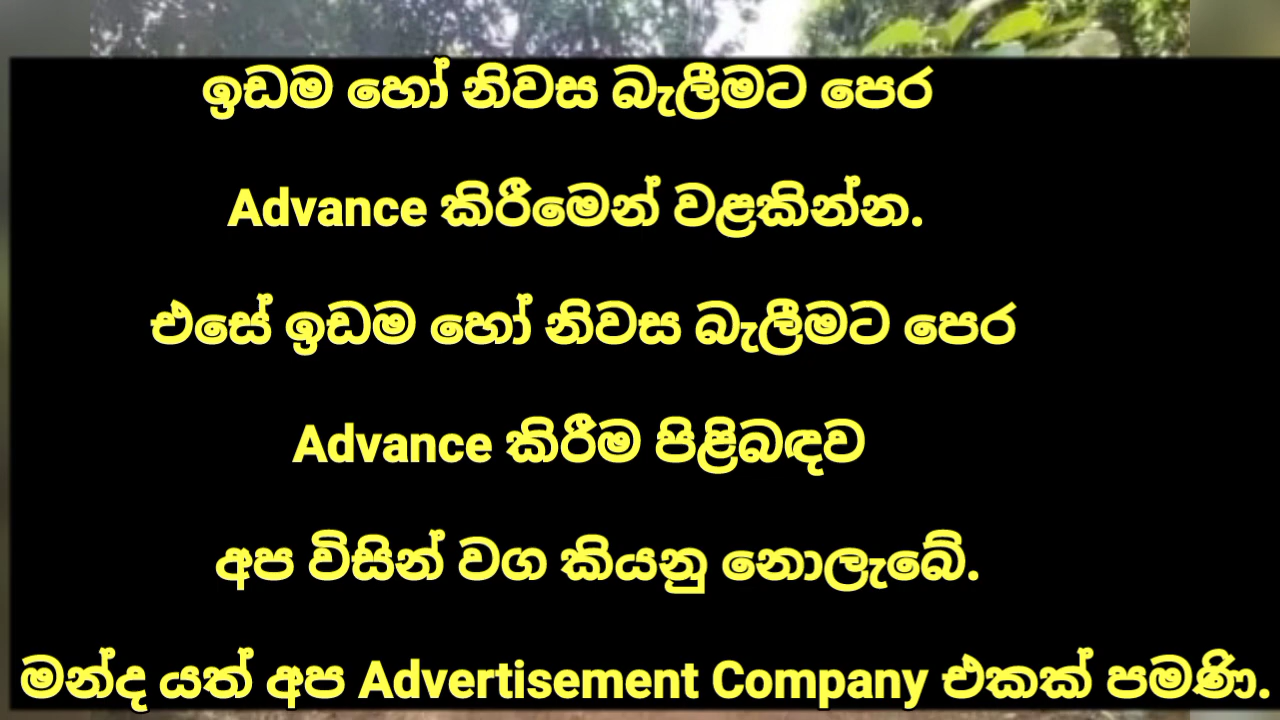 ඉඩම හෝ නිවස බැලීමට පෙර
Advance කිරීමෙන් වළකින්න.
එසේ ඉඩම හෝ නිවස බැලීමට පෙර
Advance කිරීම පිළිබඳව
අප විසින් වග කියනු නොලැබේ.
මන්ද යත් අප Advertisement Company එකක් පමණි.